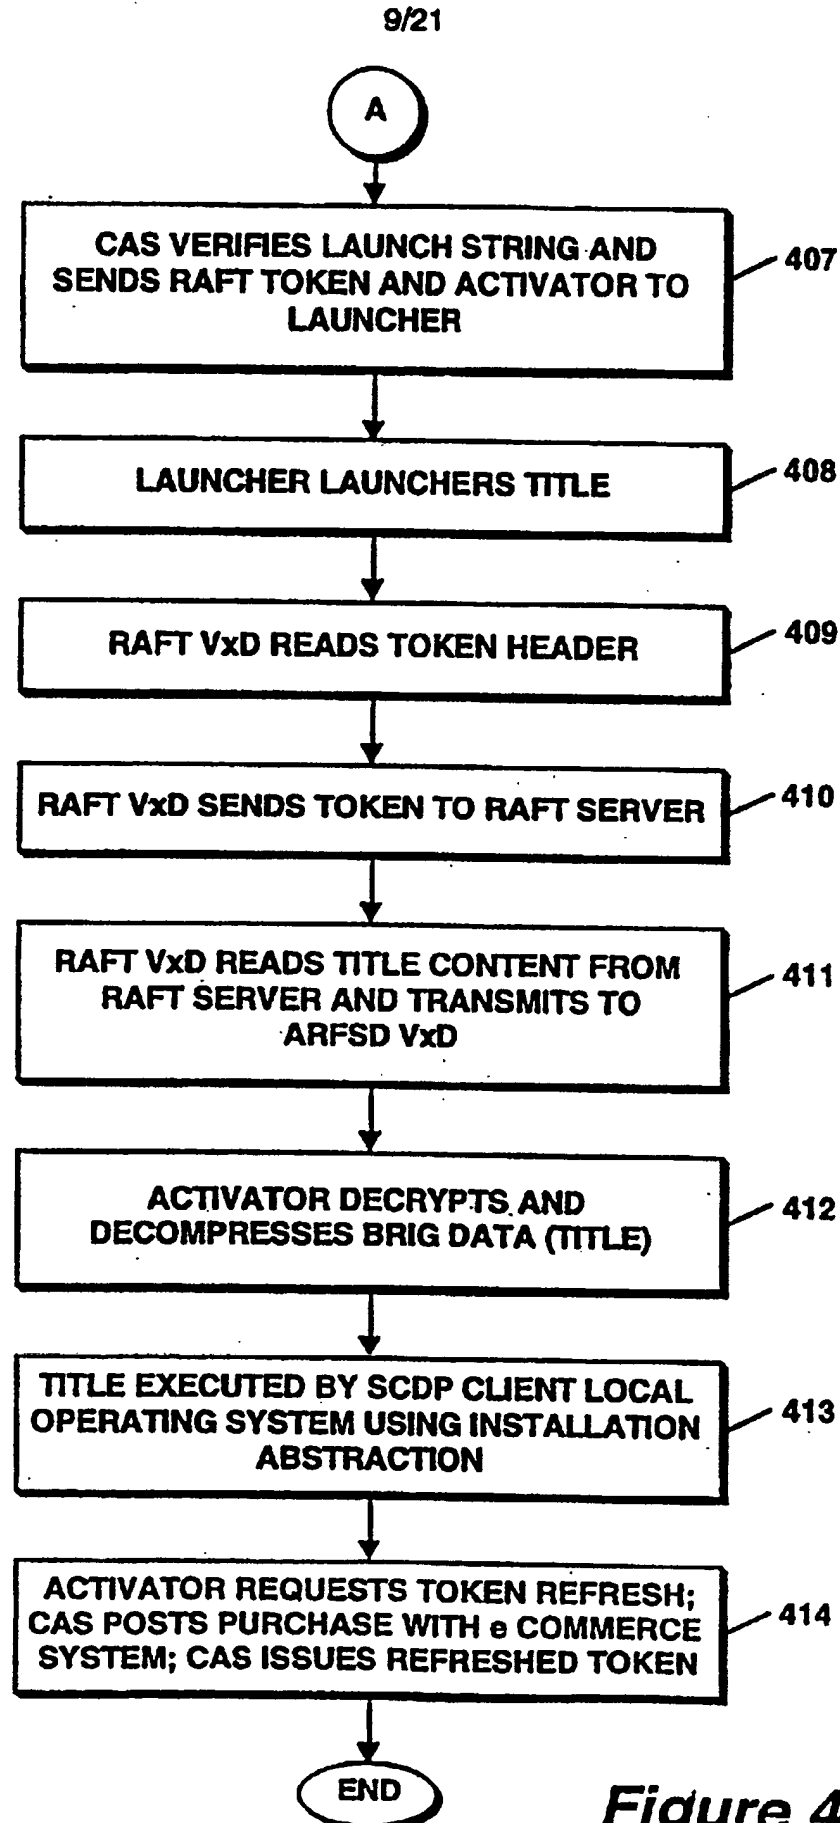 9/21
A
CAS VERIFIES LAUNCH STRING AND
SENDS RAFT TOKEN AND ACTIVATOR TO
LAUNCHER
407
LAUNCHER LAUNCHERS TITLE
408
RAFT VxD READS TOKEN HEADER
409
RAFT VxD SENDS TOKEN TO RAFT SERVER
410
RAFT VxD READS TITLE CONTENT FROM
RAFT SERVER AND TRANSMITS TO
ARFSD VxD
411
ACTIVATOR DECRYPTS AND
DECOMPRESSES BRIG DATA (TITLE)
412
TITLE EXECUTED BY SCDP CLIENT LOCAL
OPERATING SYSTEM USING INSTALLATION
ABSTRACTION
413
ACTIVATOR REQUESTS TOKEN REFRESH;
CAS POSTS PURCHASE WITH e COMMERCE
SYSTEM; CAS ISSUES REFRESHED TOKEN
414
END
Figure 4